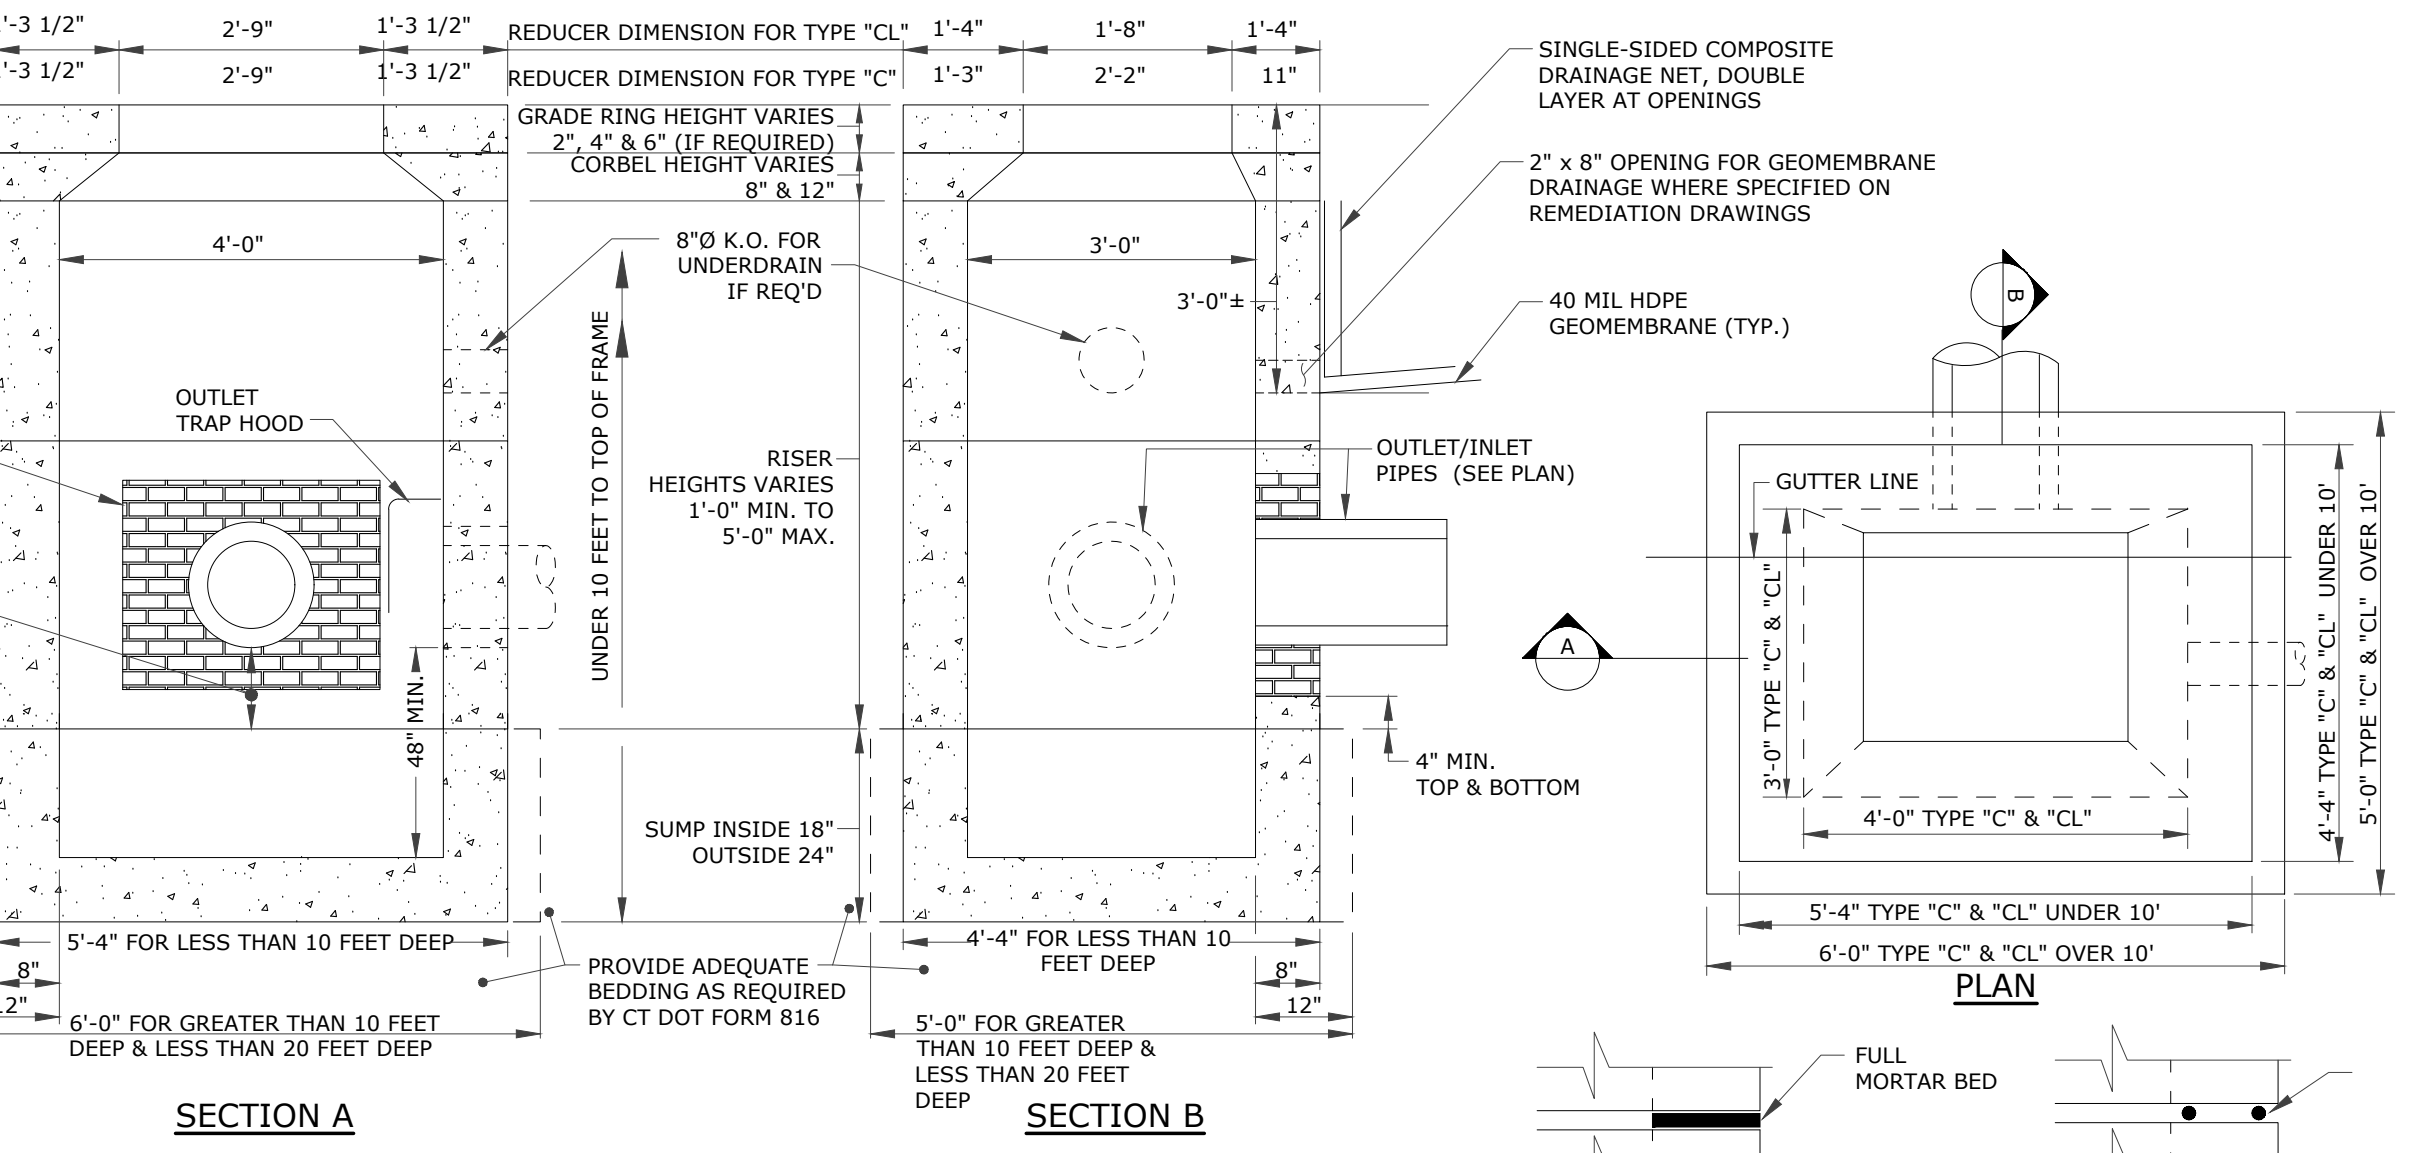 '-3 1/2"
2'-9"
1'-3 1/2"
REDUCER DIMENSION FOR TYPE "CL"
1'-4"
1'-8"
1'-4"
'-3 1/2"
2'-9"
1'-3 1/2"
REDUCER DIMENSION FOR TYPE "C"
1'-3"
2'-2"
11"
GRADE RING HEIGHT VARIES
2", 4" & 6" (IF REQUIRED)
CORBEL HEIGHT VARIES
8" & 12"
4'-0"
8"Ø K.O. FOR
UNDERDRAIN
IF REQ'D
3'-0"
3'-0"±
SINGLE-SIDED COMPOSITE
DRAINAGE NET, DOUBLE
LAYER AT OPENINGS
2" x 8" OPENING FOR GEOMEMBRANE
DRAINAGE WHERE SPECIFIED ON
REMEDIATION DRAWINGS
40 MIL HDPE
GEOMEMBRANE (TYP.)
OUTLET
TRAP HOOD
UNDER 10 FEET TO TOP OF FRAME
RISER
HEIGHTS VARIES
1'-0" MIN. TO
5'-0" MAX.
OUTLET/INLET
PIPES (SEE PLAN)
48" MIN.
4" MIN.
TOP & BOTTOM
SUMP INSIDE 18"
OUTSIDE 24"
5'-4" FOR LESS THAN 10 FEET DEEP
8"
12"
6'-0" FOR GREATER THAN 10 FEET
DEEP & LESS THAN 20 FEET DEEP
PROVIDE ADEQUATE
BEDDING AS REQUIRED
BY CT DOT FORM 816
4'-4" FOR LESS THAN 10
FEET DEEP
8"
12"
5'-0" FOR GREATER
THAN 10 FEET DEEP &
LESS THAN 20 FEET
DEEP
SECTION A
SECTION B
B
A
GUTTER LINE
3'-0" TYPE "C" & "CL"
4'-0" TYPE "C" & "CL"
4'-4" TYPE "C" & "CL" UNDER 10'
5'-0" TYPE "C" & "CL" OVER 10'
5'-4" TYPE "C" & "CL" UNDER 10'
6'-0" TYPE "C" & "CL" OVER 10'
PLAN
FULL
MORTAR BED